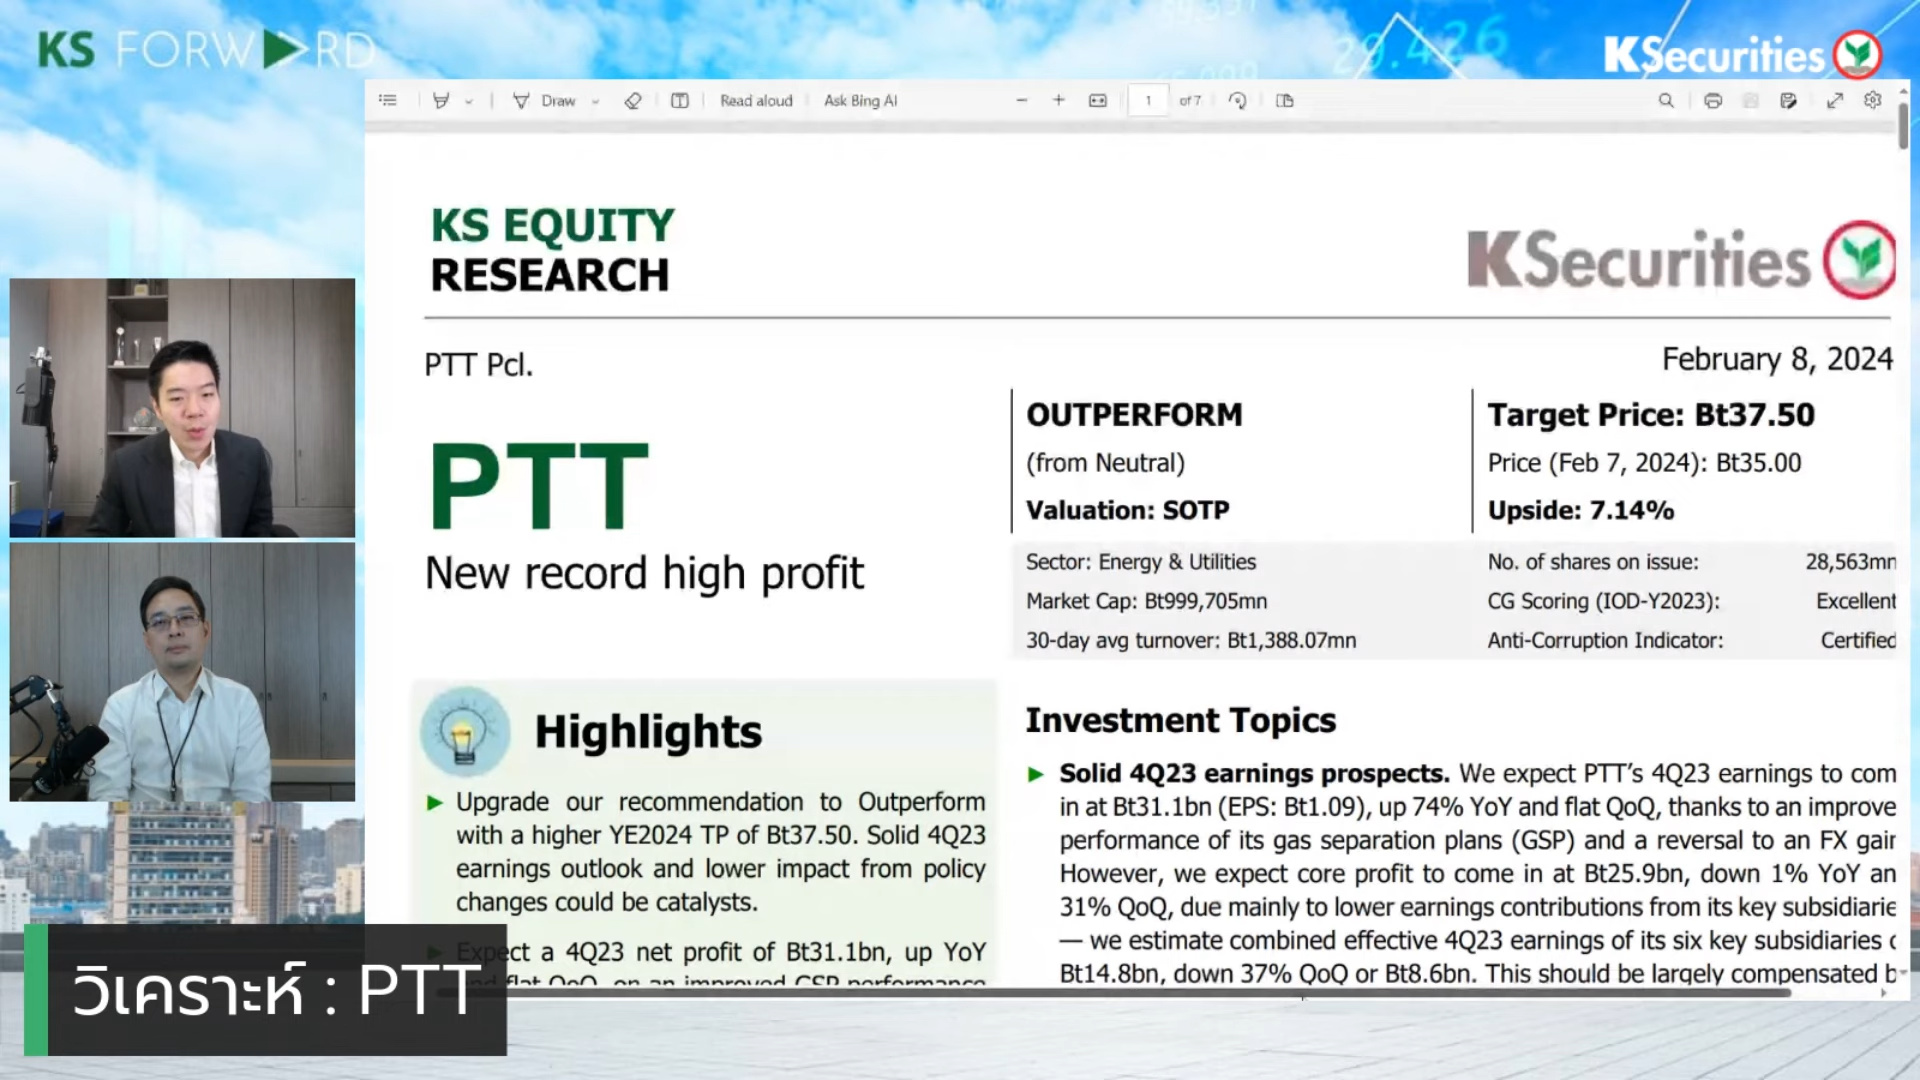 KS FORWARD
29.426
KSecurities
Draw
Read aloud
Ask Bing AI
1
of 7
KS EQUITY
RESEARCH
KSecurities
PTT Pcl.
February 8, 2024
PTT
New record high profit
OUTPERFORM
(from Neutral)
Valuation: SOTP
Target Price: Bt37.50
Price (Feb 7, 2024): Bt35.00
Upside: 7.14%
Sector: Energy & Utilities
Market Cap: Bt999,705mn
30-day avg turnover: Bt1,388.07mn
No. of shares on issue: 28,563mn
CG Scoring (IOD-Y2023): Excellent
Anti-Corruption Indicator: Certified
Highlights
Upgrade our recommendation to Outperform
with a higher YE2024 TP of Bt37.50. Solid 4Q23
earnings outlook and lower impact from policy
changes could be catalysts.
Expect a 4Q23 net profit of Bt31.1bn, up YoY
and flat QoQ, on an improved GSP performance
Investment Topics
Solid 4Q23 earnings prospects. We expect PTT's 4Q23 earnings to com
in at Bt31.1bn (EPS: Bt1.09), up 74% YoY and flat QoQ, thanks to an improve
performance of its gas separation plans (GSP) and a reversal to an FX gair
However, we expect core profit to come in at Bt25.9bn, down 1% YoY an
31% QoQ, due mainly to lower earnings contributions from its key subsidiarie
— we estimate combined effective 4Q23 earnings of its six key subsidiaries
Bt14.8bn, down 37% QoQ or Bt8.6bn. This should be largely compensated b
วิเคราะห์ : PTT